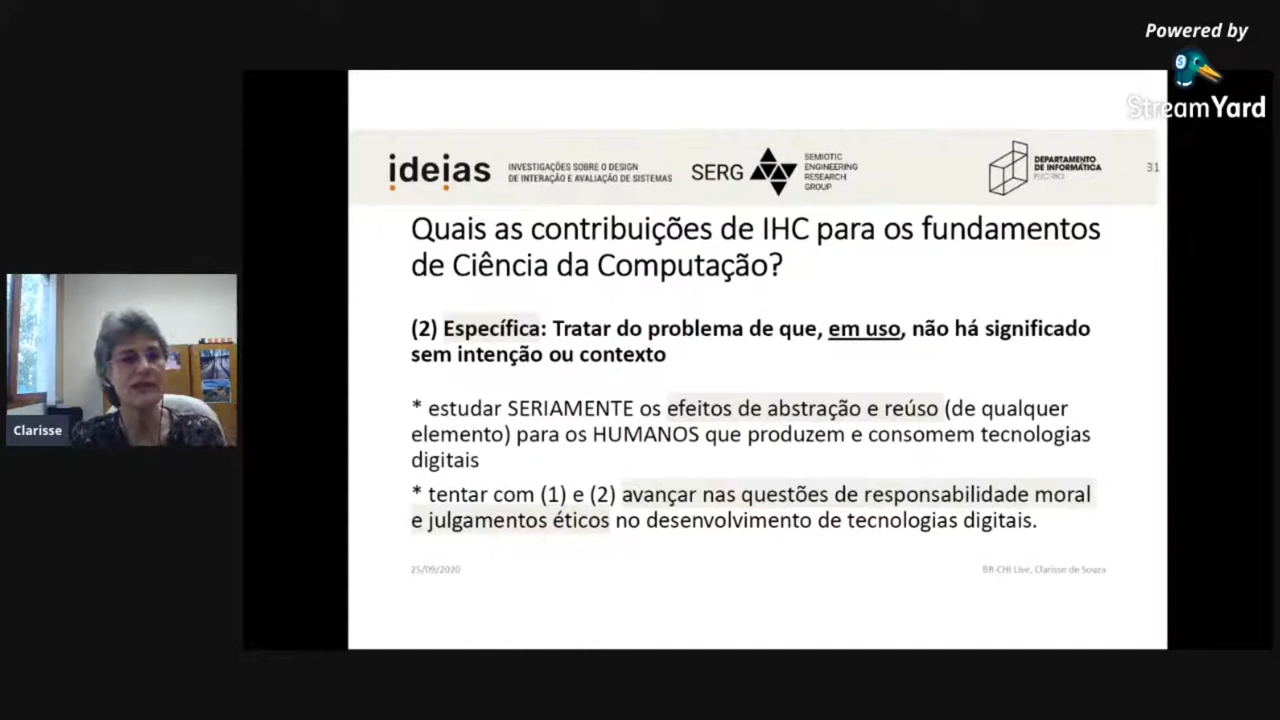 Powered by
StreamYard
ideias
INVESTIGAÇÕES SOBRE O DESIGN
DE INTERAÇÃO E AVALIAÇÃO DE SISTEMAS
SERG
SEMIOTIC
ENGINEERING
RESEARCH
GROUP
DEPARTAMENTO
DE INFORMÁTICA
PUC-RIO
31
Quais as contribuições de IHC para os fundamentos
de Ciência da Computação?
(2) Específica: Tratar do problema de que, em uso, não há significado
sem intenção ou contexto
* estudar SERIAMENTE os efeitos de abstração e reúso (de qualquer
elemento) para os HUMANOS que produzem e consomem tecnologias
digitais
* tentar com (1) e (2) avançar nas questões de responsabilidade moral
e julgamentos éticos no desenvolvimento de tecnologias digitais.
25/09/2020
BR-CHI Live, Clarisse de Souza
Clarisse